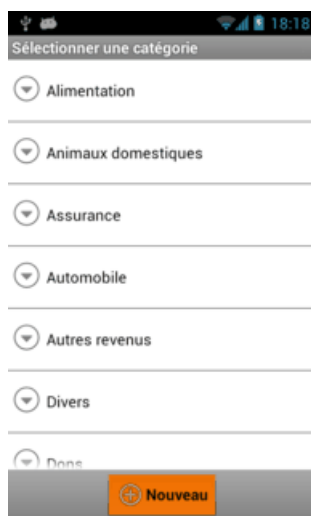 18:18
Sélectionner une catégorie
Alimentation
Animaux domestiques
Assurance
Automobile
Autres revenus
Divers
Dons
Nouveau